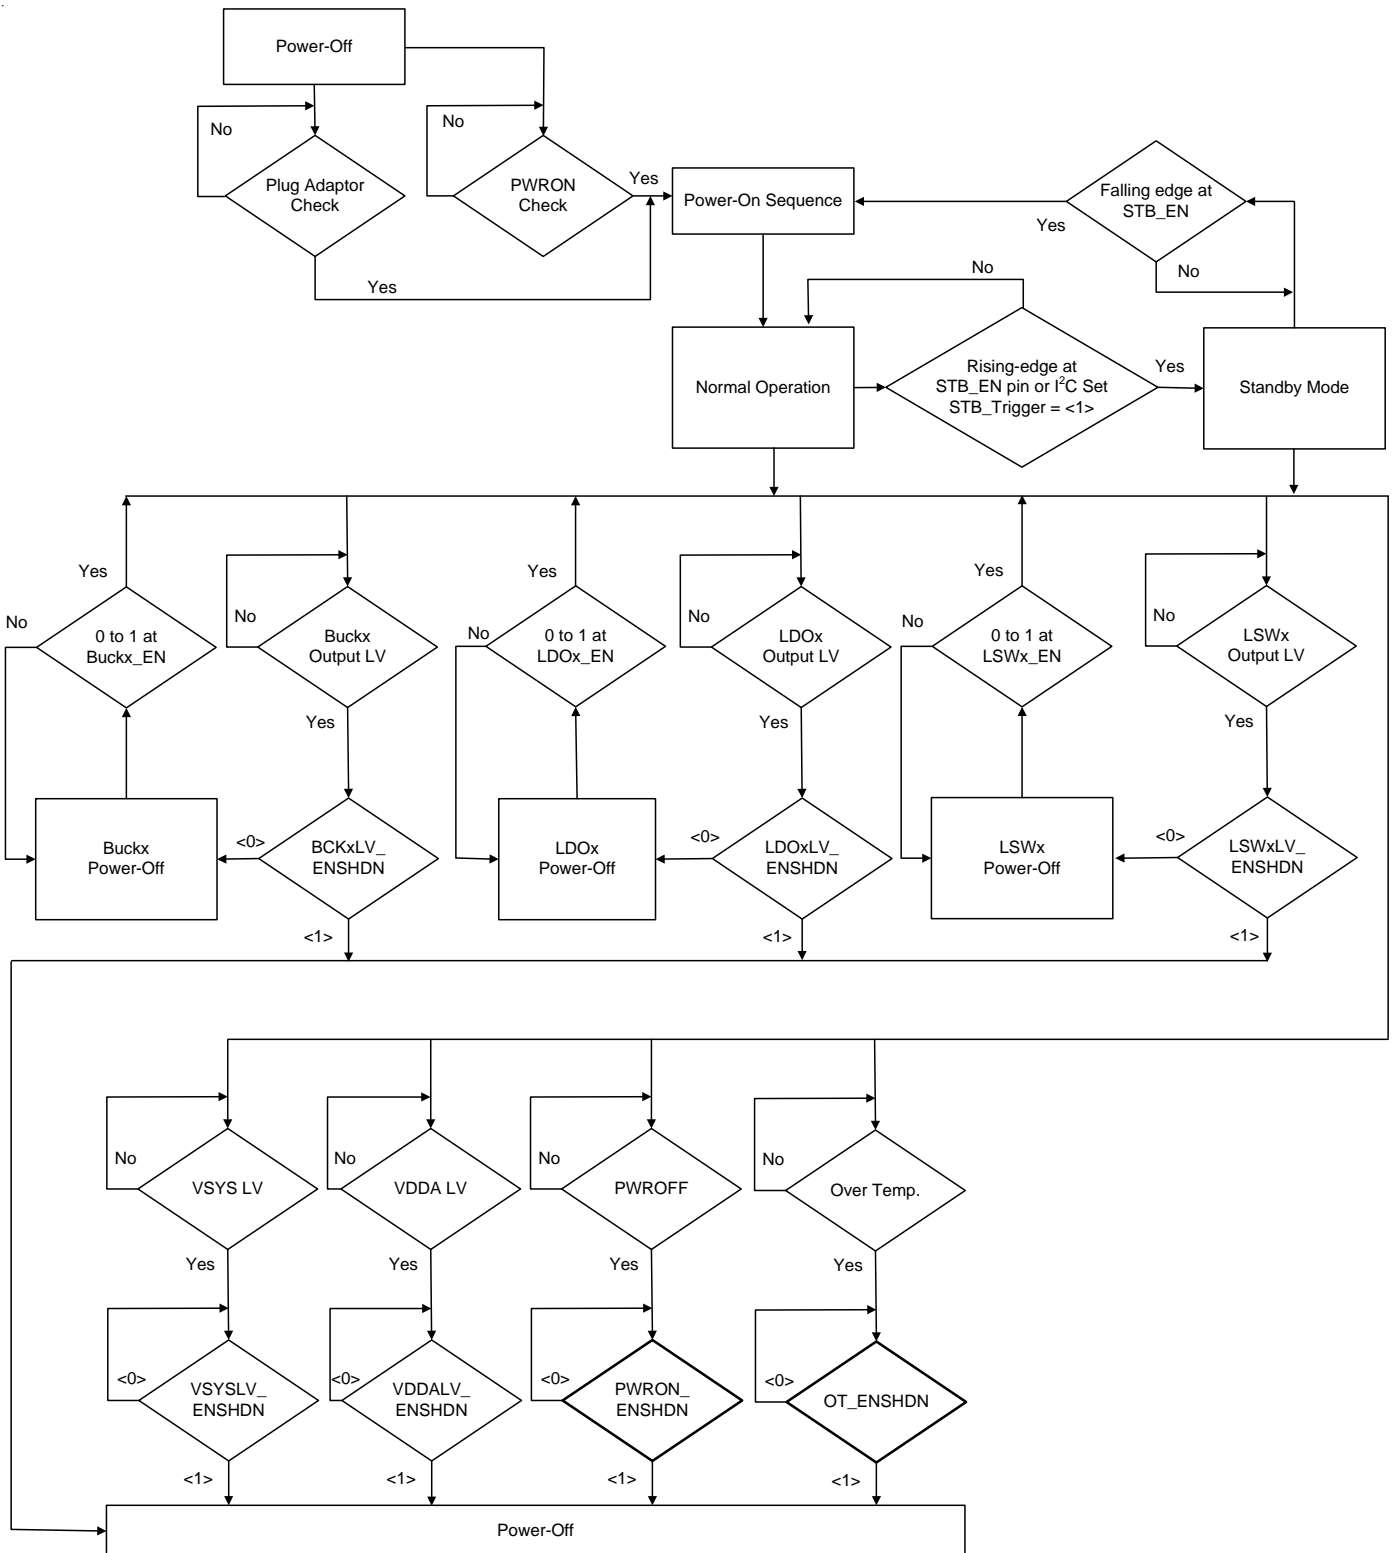 Power-Off
No
No
Plug Adaptor
Check
PWRON
Check
Yes
Power-On Sequence
Falling edge at
STB_EN
Yes
No
Yes
No
Normal Operation
Rising-edge at
STB_EN pin or I²C Set
STB_Trigger = <1>
Yes
Standby Mode
Yes
No
0 to 1 at
Buckx_EN
No
Buckx
Output LV
Yes
Yes
No
0 to 1 at
LDOx_EN
No
LDOx
Output LV
Yes
Yes
No
0 to 1 at
LSWx_EN
No
LSWx
Output LV
Yes
Buckx
Power-Off
<0>
BCKxLV_
ENSHDN
<1>
LDOx
Power-Off
<0>
LDOxLV_
ENSHDN
<1>
LSWx
Power-Off
<0>
LSWxLV_
ENSHDN
<1>
No
VSYS LV
Yes
No
VDDA LV
Yes
No
PWROFF
Yes
No
Over Temp.
Yes
<0>
VSYSLV_
ENSHDN
<1>
<0>
VDDALV_
ENSHDN
<1>
<0>
PWRON_
ENSHDN
<1>
<0>
OT_ENSHDN
<1>
Power-Off